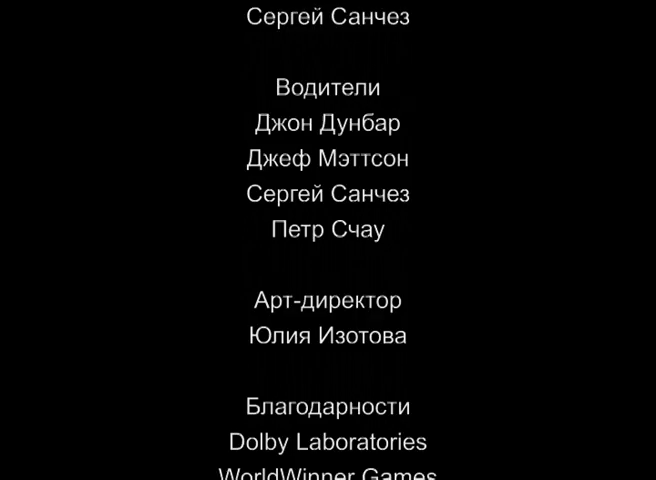 Сергей Санчез
Водители
Джон Дунбар
Джеф Мэттсон
Сергей Санчез
Петр Счау
Арт-директор
Юлия Изотова
Благодарности
Dolby Laboratories
WorldWinner Games